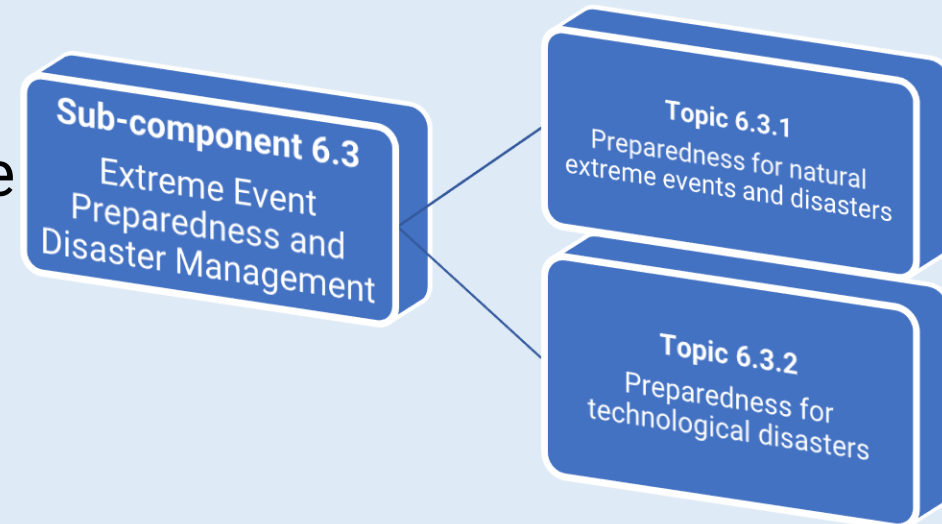 e
Sub-component 6.3
Extreme Event
Preparedness and
Disaster Management
Topic 6.3.1
Preparedness for natural
extreme events and disasters
Topic 6.3.2
Preparedness for
technological disasters